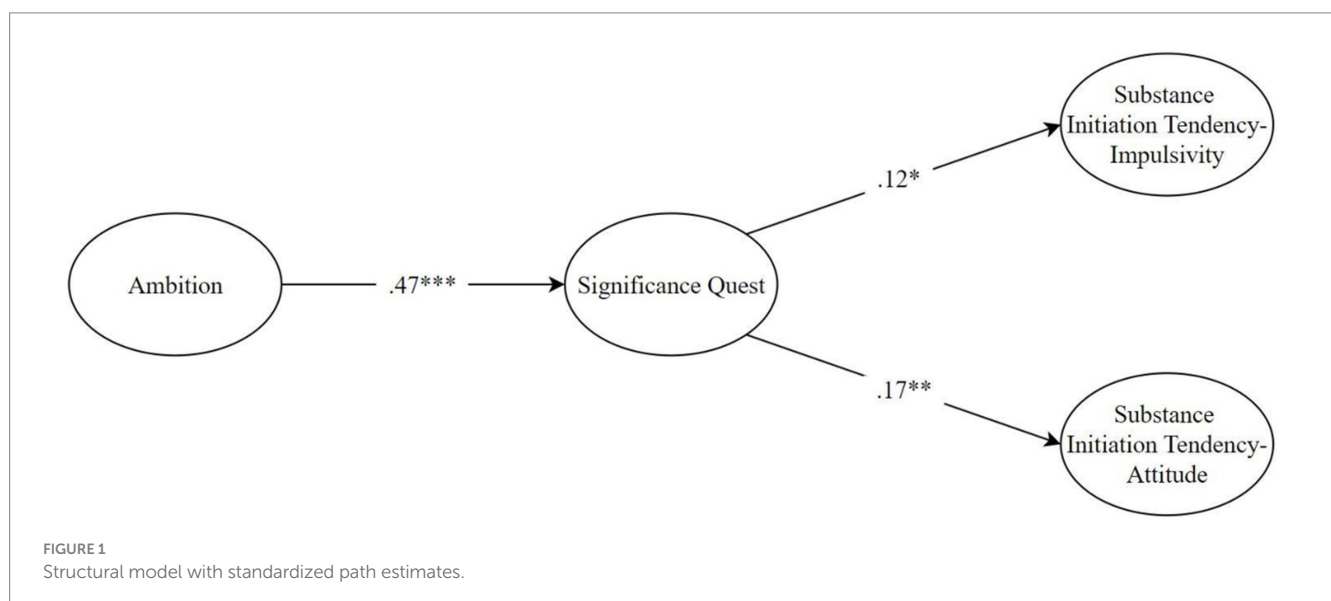 Substance
Initiation Tendency-
Impulsivity
.12*
Ambition
.47***
Significance Quest
.17**
Substance
Initiation Tendency-
Attitude
FIGURE 1
Structural model with standardized path estimates.